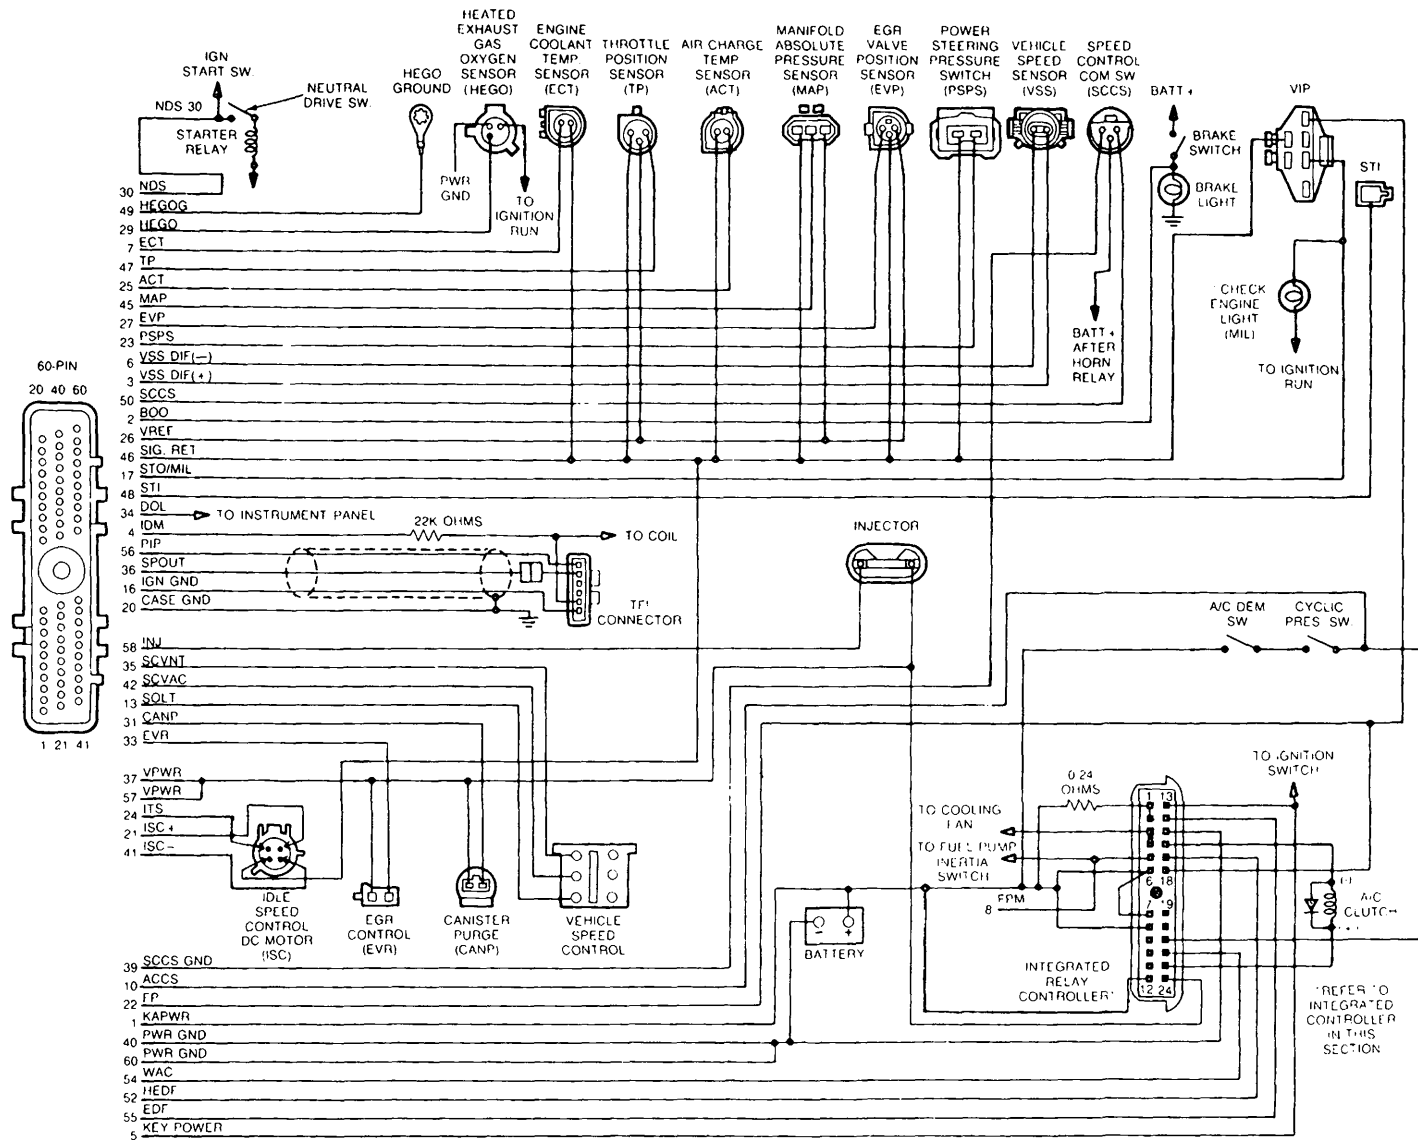 HEATED
EXHAUST
GAS
OXYGEN
SENSOR
(HEGO)
ENGINE
COOLANT
TEMP.
SENSOR
(ECT)
THROTTLE
POSITION
SENSOR
(TP)
AIR CHARGE
TEMP
SENSOR
(ACT)
MANIFOLD
ABSOLUTE
PRESSURE
SENSOR
(MAP)
EGR
VALVE
POSITION
SENSOR
(EVP)
POWER
STEERING
PRESSURE
SWITCH
(PSPS)
VEHICLE
SPEED
SENSOR
(VSS)
SPEED
CONTROL
COM SW
(SCCS)
IGN
START SW.
NEUTRAL
DRIVE SW.
HEGO
GROUND
NDS 30
STARTER
RELAY
BATT +
VIP
BRAKE
SWITCH
STI
PWR
GND
TO
IGNITION
RUN
BRAKE
LIGHT
CHECK
ENGINE
LIGHT
(MIL)
BATT +
AFTER
HORN
RELAY
TO IGNITION
RUN
60-PIN
20 40 60
1 21 41
30 NDS
49 HEGOG
29 HEGO
7 ECT
47 TP
25 ACT
45 MAP
27 EVP
23 PSPS
6 VSS DIF(-)
3 VSS DIF(+)
50 SCCS
2 BOO
26 VREF
46 SIG. RET
17 STO/MIL
48 STI
34 DOL
TO INSTRUMENT PANEL
4 IDM
22K OHMS
TO COIL
56 PIP
36 SPOUT
16 IGN GND
20 CASE GND
TFI
CONNECTOR
INJECTOR
A/C DEM
SW
CYCLIC
PRES SW.
58 INJ
35 SCVNT
42 SCVAC
13 SOLT
31 CANP
33 EVR
37 VPWR
57 VPWR
24 ITS
21 ISC +
41 ISC -
IDLE
SPEED
CONTROL
DC MOTOR
(ISC)
EGR
CONTROL
(EVR)
CANISTER
PURGE
(CANP)
VEHICLE
SPEED
CONTROL
- +
BATTERY
0.24
OHMS
TO IGNITION
SWITCH
TO COOLING
FAN
TO FUEL PUMP
INERTIA
SWITCH
FPM
8
1 13
6 18
7 19
12 24
(-)
A/C
CLUTCH
(+)
INTEGRATED
RELAY
CONTROLLER*
*REFER TO
INTEGRATED
CONTROLLER
IN THIS
SECTION
39 SCCS GND
10 ACCS
22 FP
1 KAPWR
40 PWR GND
60 PWR GND
54 WAC
52 HEDF
55 EDF
5 KEY POWER